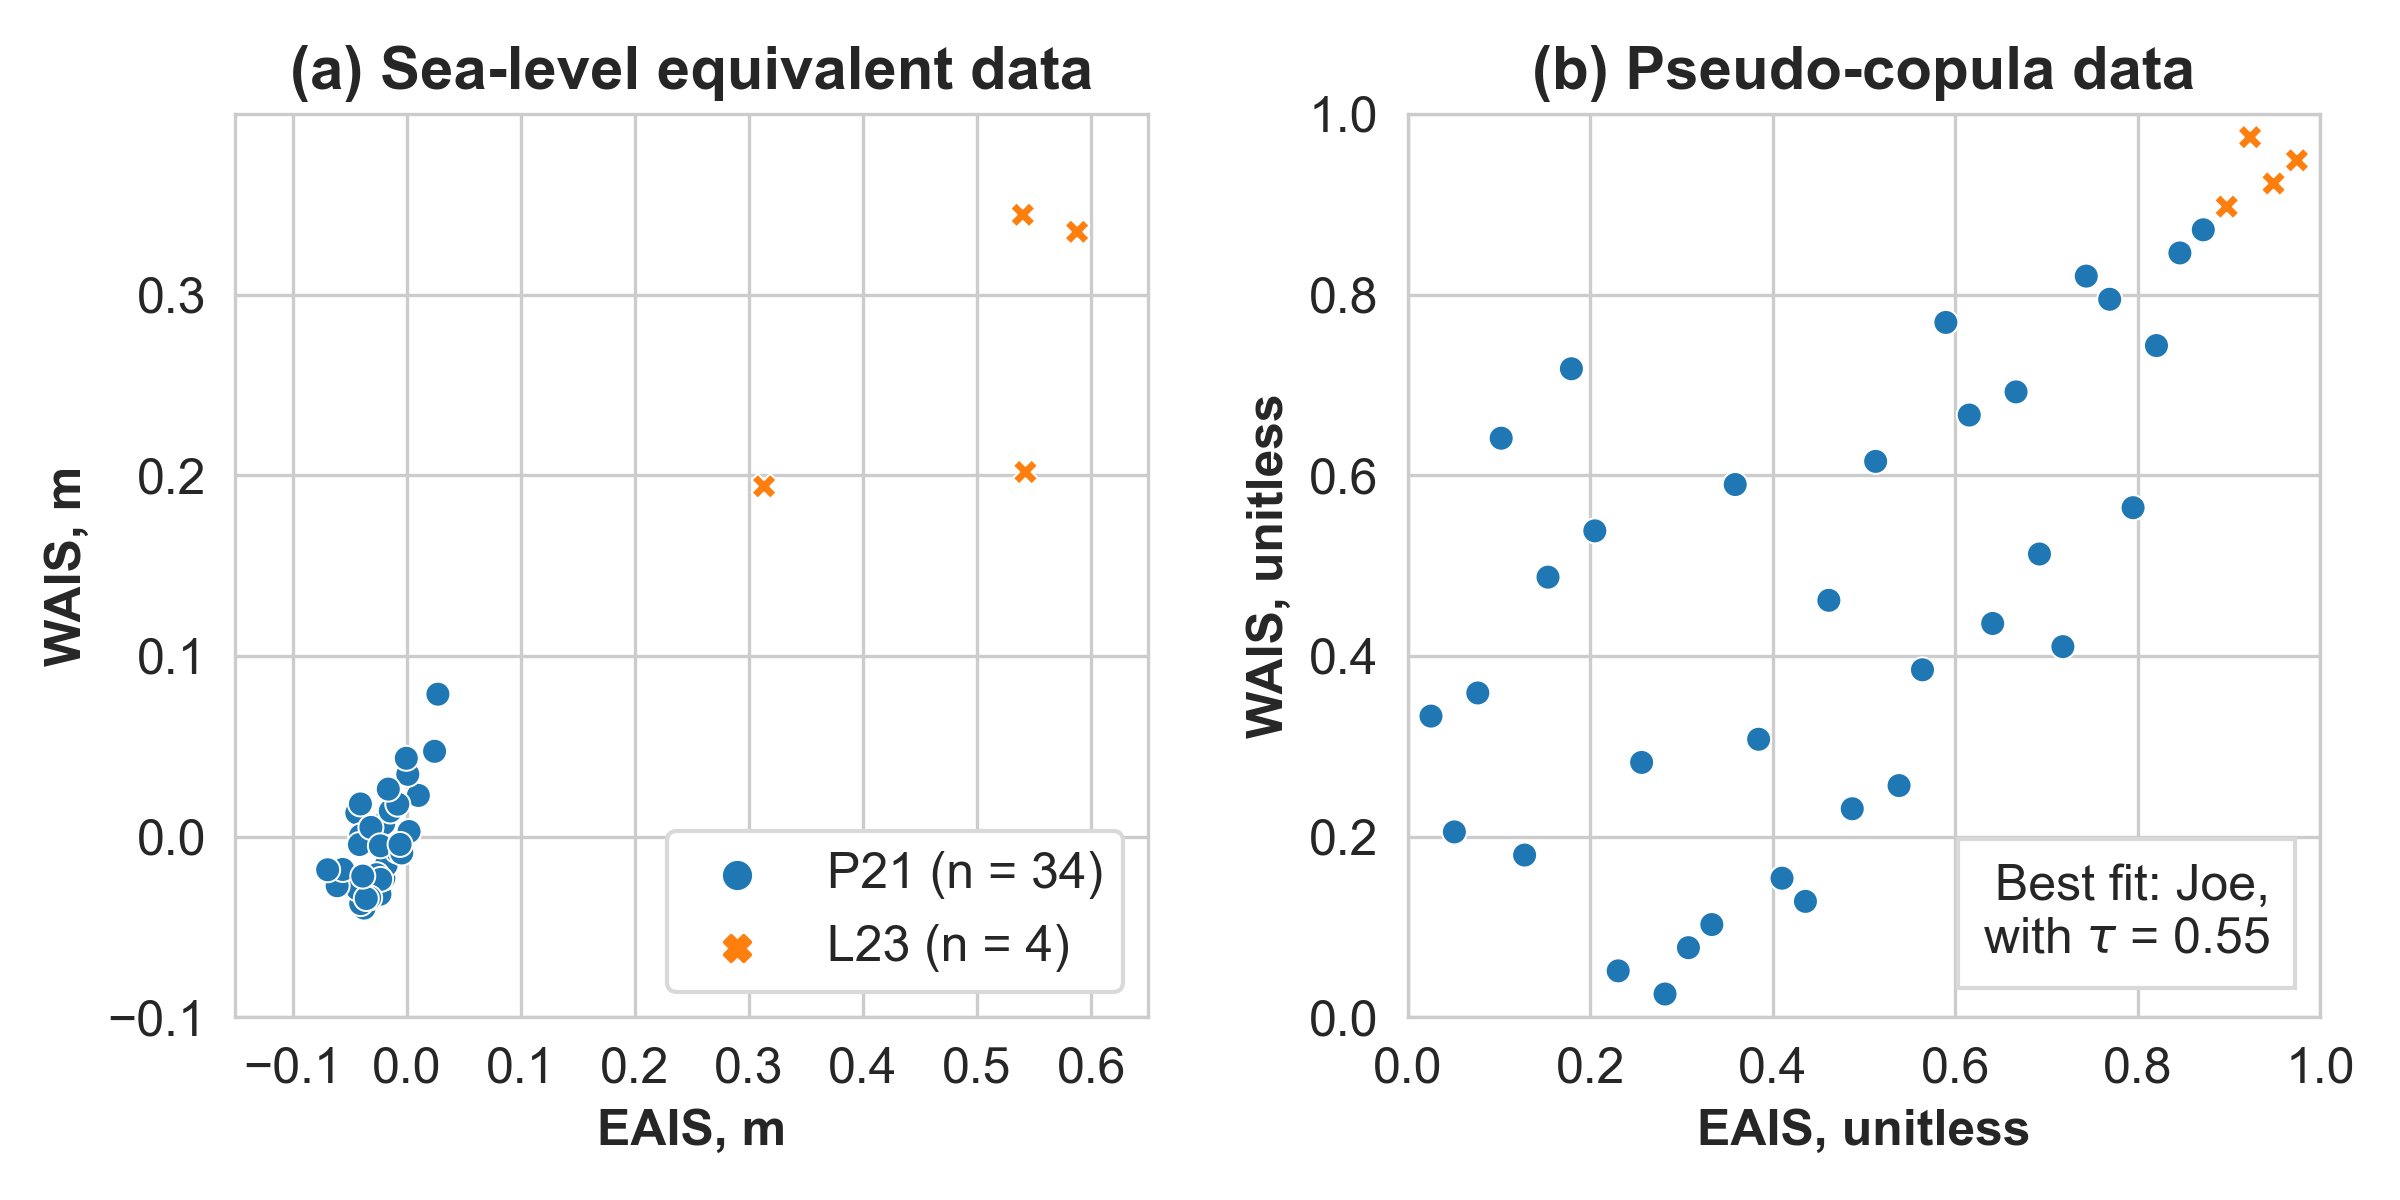 (a) Sea-level equivalent data
WAIS, m
0.3
0.2
0.1
0.0
−0.1
−0.1 0.0 0.1 0.2 0.3 0.4 0.5 0.6
EAIS, m
P21 (n = 34)
L23 (n = 4)
(b) Pseudo-copula data
WAIS, unitless
1.0
0.8
0.6
0.4
0.2
0.0
0.0 0.2 0.4 0.6 0.8 1.0
EAIS, unitless
Best fit: Joe,
with τ = 0.55